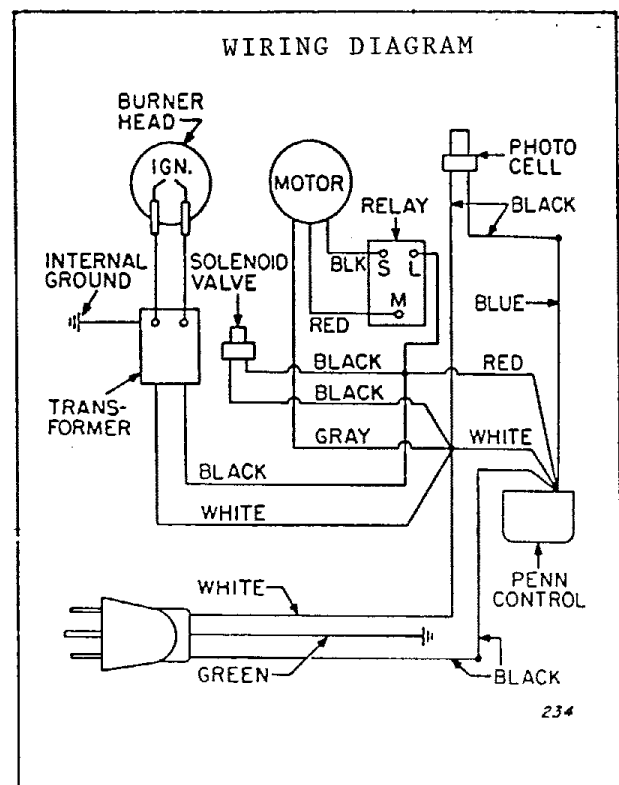 WIRING DIAGRAM
BURNER
HEAD
IGN.
MOTOR
PHOTO
CELL
RELAY
BLACK
INTERNAL
GROUND
SOLENOID
VALVE
BLK
S
L
M
RED
BLUE
BLACK
RED
BLACK
TRANS-
FORMER
GRAY
WHITE
BLACK
WHITE
PENN
CONTROL
WHITE
GREEN
BLACK
234